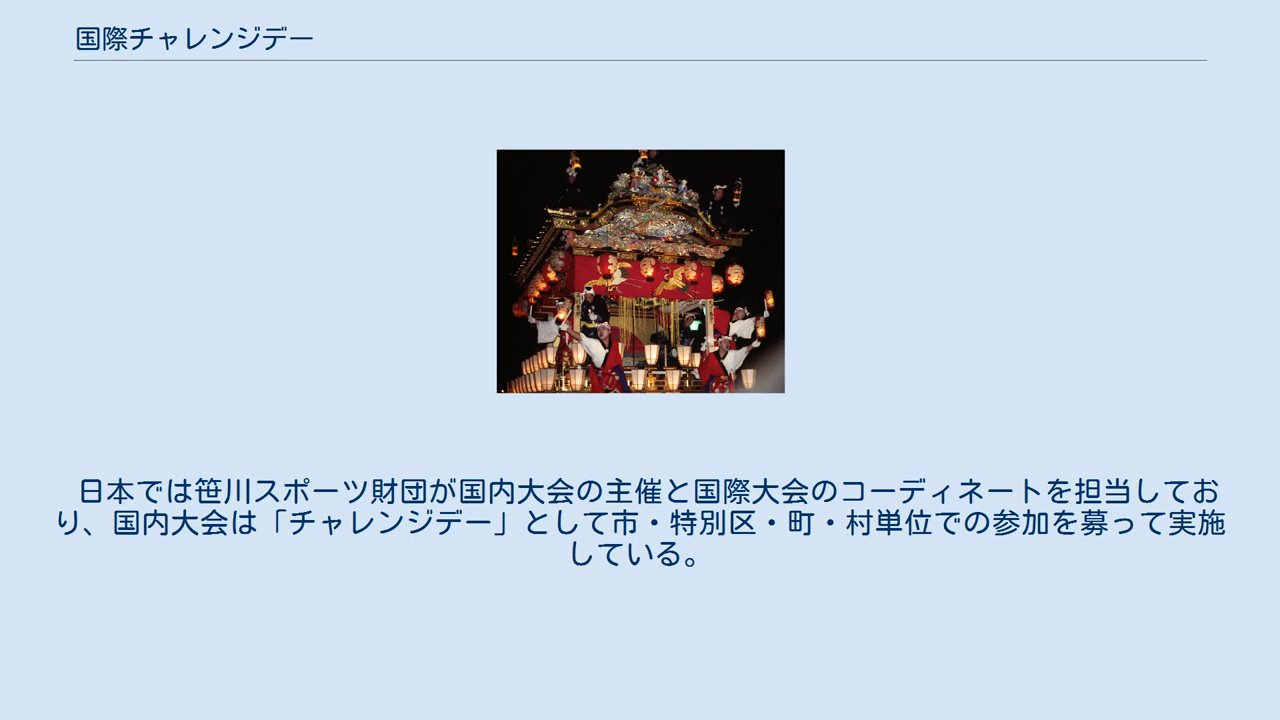 国際チャレンジデー
日本では笹川スポーツ財団が国内大会の主催と国際大会のコーディネートを担当してお
り、国内大会は「チャレンジデー」として市・特別区・町・村単位での参加を募って実施
している。